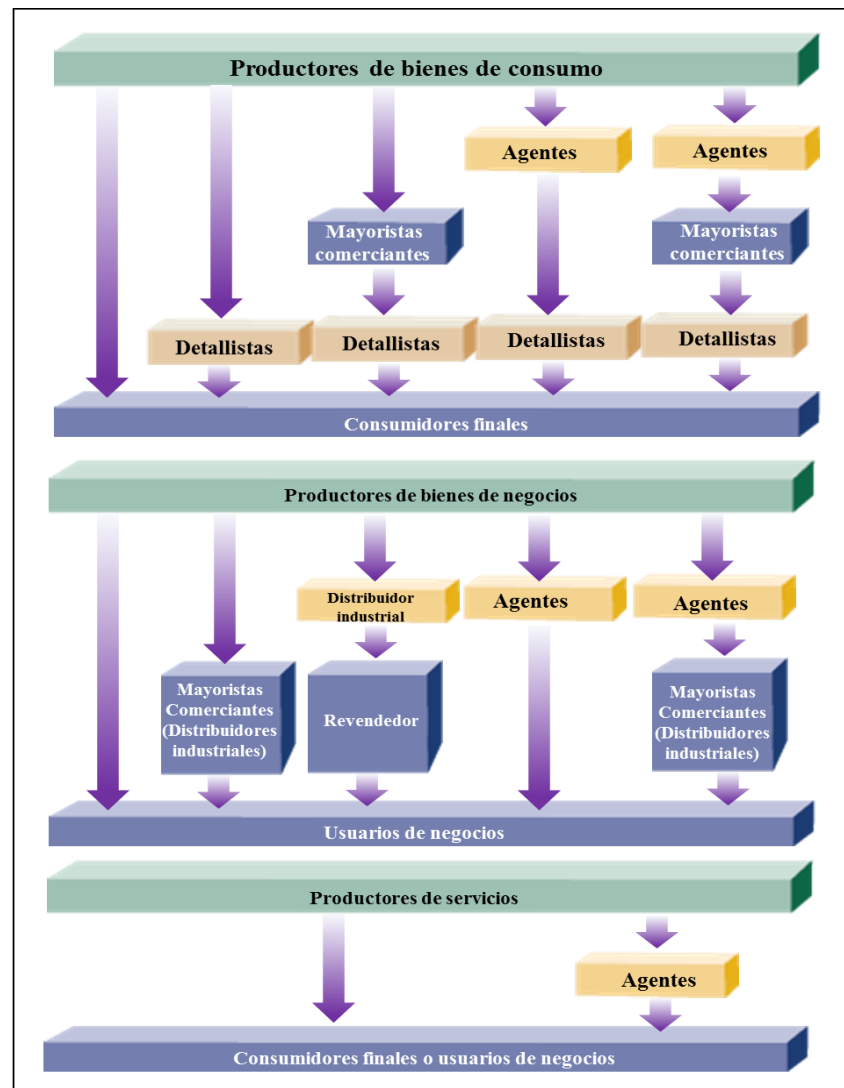 Productores de bienes de consumo
Agentes
Agentes
Mayoristas
comerciantes
Mayoristas
comerciantes
Detallistas
Detallistas
Detallistas
Detallistas
Consumidores finales
Productores de bienes de negocios
Distribuidor
industrial
Agentes
Agentes
Mayoristas
Comerciantes
(Distribuidores
industriales)
Revendedor
Mayoristas
Comerciantes
(Distribuidores
industriales)
Usuarios de negocios
Productores de servicios
Agentes
Consumidores finales o usuarios de negocios